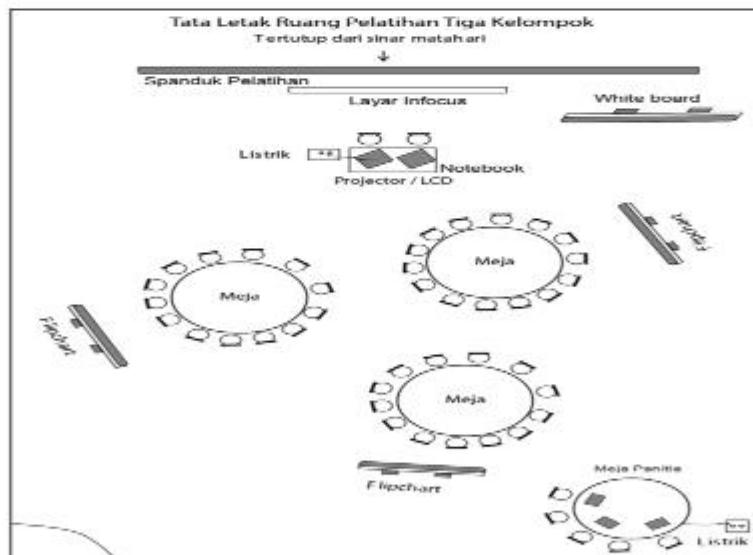 Tata Letak Ruang Pelatihan Tiga Kelompok
Tertutup dari sinar matahari
Spanduk Pelatihan
Layar Infocus
White board
Listrik
Notebook
Projector / LCD
Flipchart
Meja
Meja
Flipchart
Meja
Flipchart
Meja Panitia
Listrik